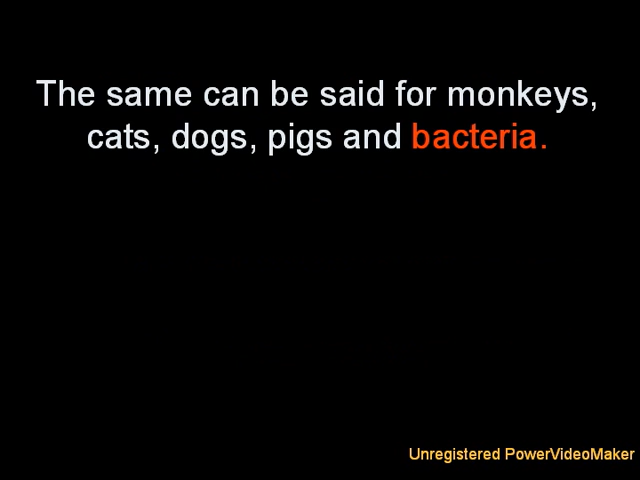 The same can be said for monkeys,
cats, dogs, pigs and bacteria.
Unregistered PowerVideoMaker